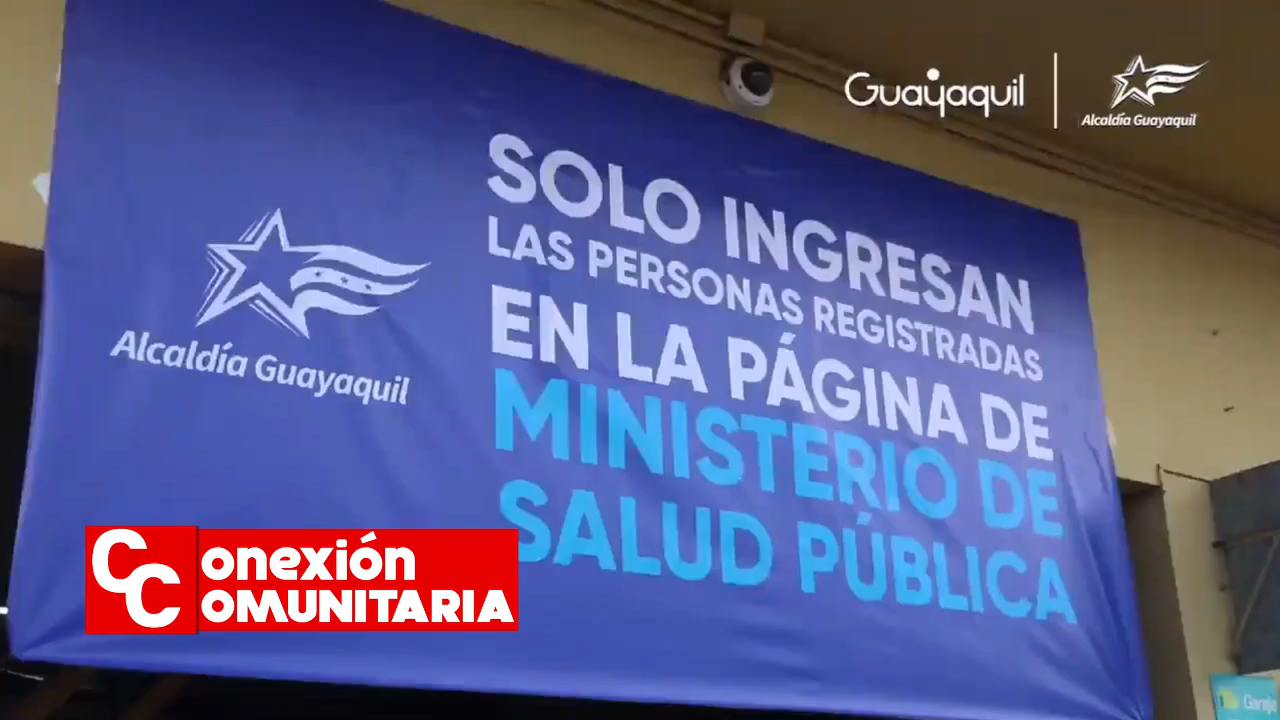 Guayaquil
Alcaldía Guayaquil
SOLO INGRESAN
LAS PERSONAS REGISTRADAS
EN LA PÁGINA DE
MINISTERIO DE
SALUD PÚBLICA
Alcaldía Guayaquil
Conexión
COMUNITARIA